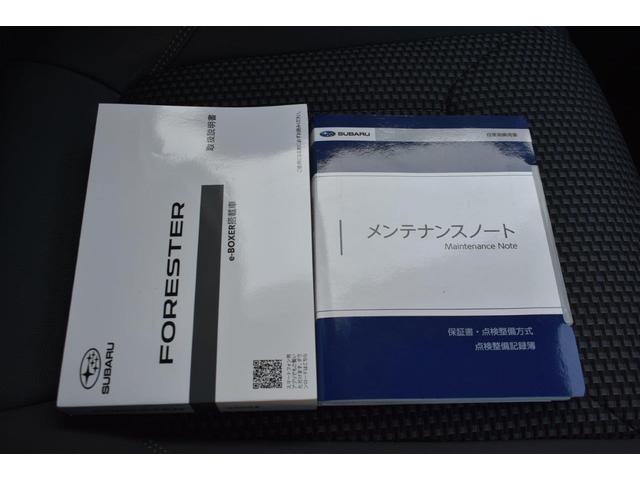 SUBARU
FORESTER
e-BOXER搭載車
取扱説明書
SUBARU
メンテナンスノート
Maintenance Note
保証書・点検整備方式
点検整備記録簿